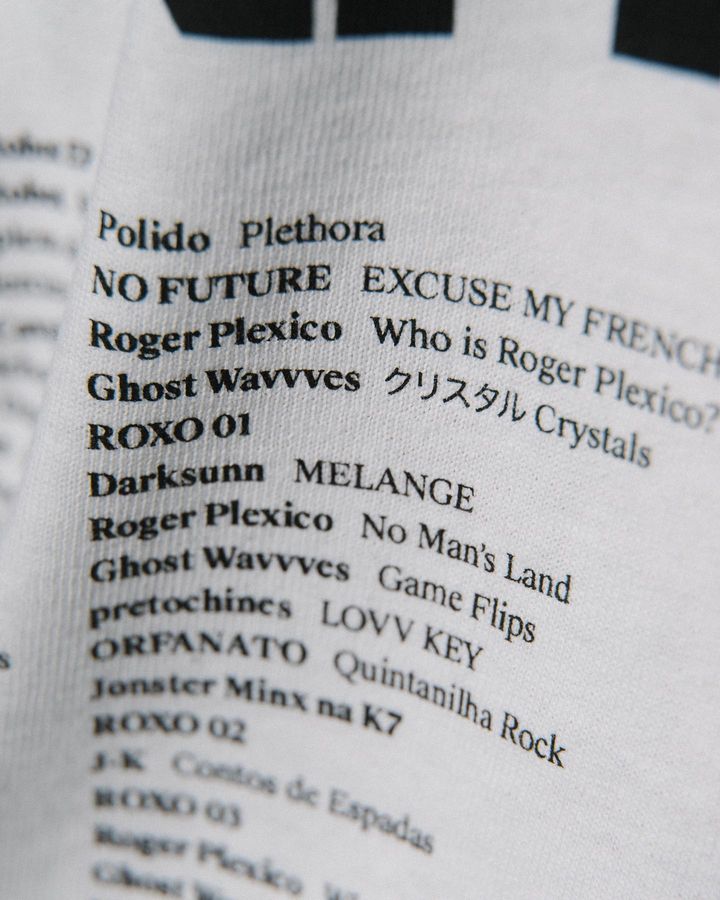 Polido Plethora
NO FUTURE EXCUSE MY FRENCH
Roger Plexico Who is Roger Plexico?
Ghost Wavvves クリスタル Crystals
ROXO 01
Darksunn MELANGE
Roger Plexico No Man's Land
Ghost Wavvves Game Flips
pretochines LOVV KEY
ORFANATO Quintanilha Rock
Jonster Minx na K7
ROXO 02
J-K Contos de Espadas
ROXO 03
Roger Plexico
Ghost